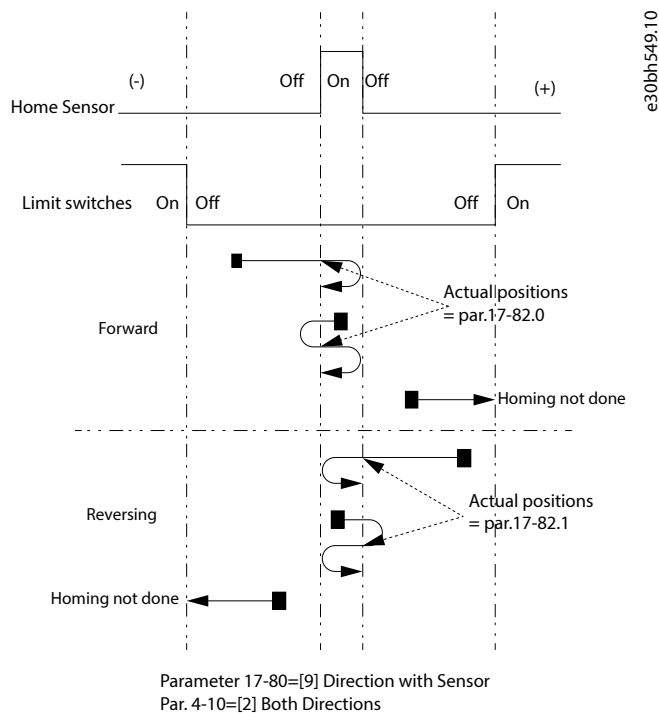 e30bh549.10
(-) Off On Off (+)
Home Sensor
Limit switches On Off Off On
Actual positions
= par.17-82.0
Forward
Homing not done
Actual positions
= par.17-82.1
Reversing
Homing not done
Parameter 17-80=[9] Direction with Sensor
Par. 4-10=[2] Both Directions